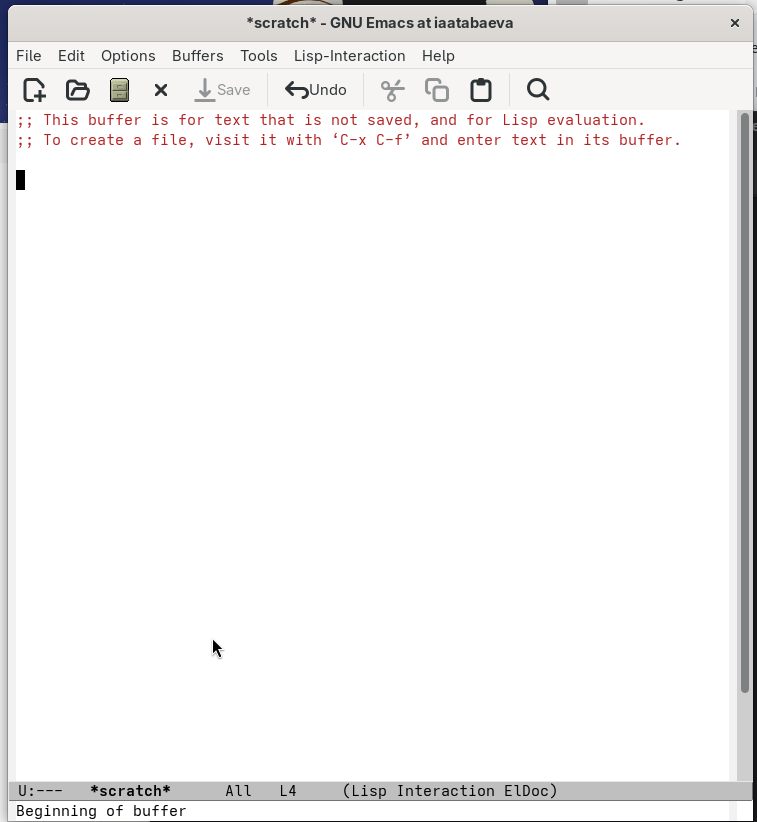 *scratch* - GNU Emacs at iaatabaeva
File Edit Options Buffers Tools Lisp-Interaction Help
Save Undo
;; This buffer is for text that is not saved, and for Lisp evaluation.
;; To create a file, visit it with ‘C-x C-f’ and enter text in its buffer.
U:--- *scratch* All L4 (Lisp Interaction ElDoc)
Beginning of buffer